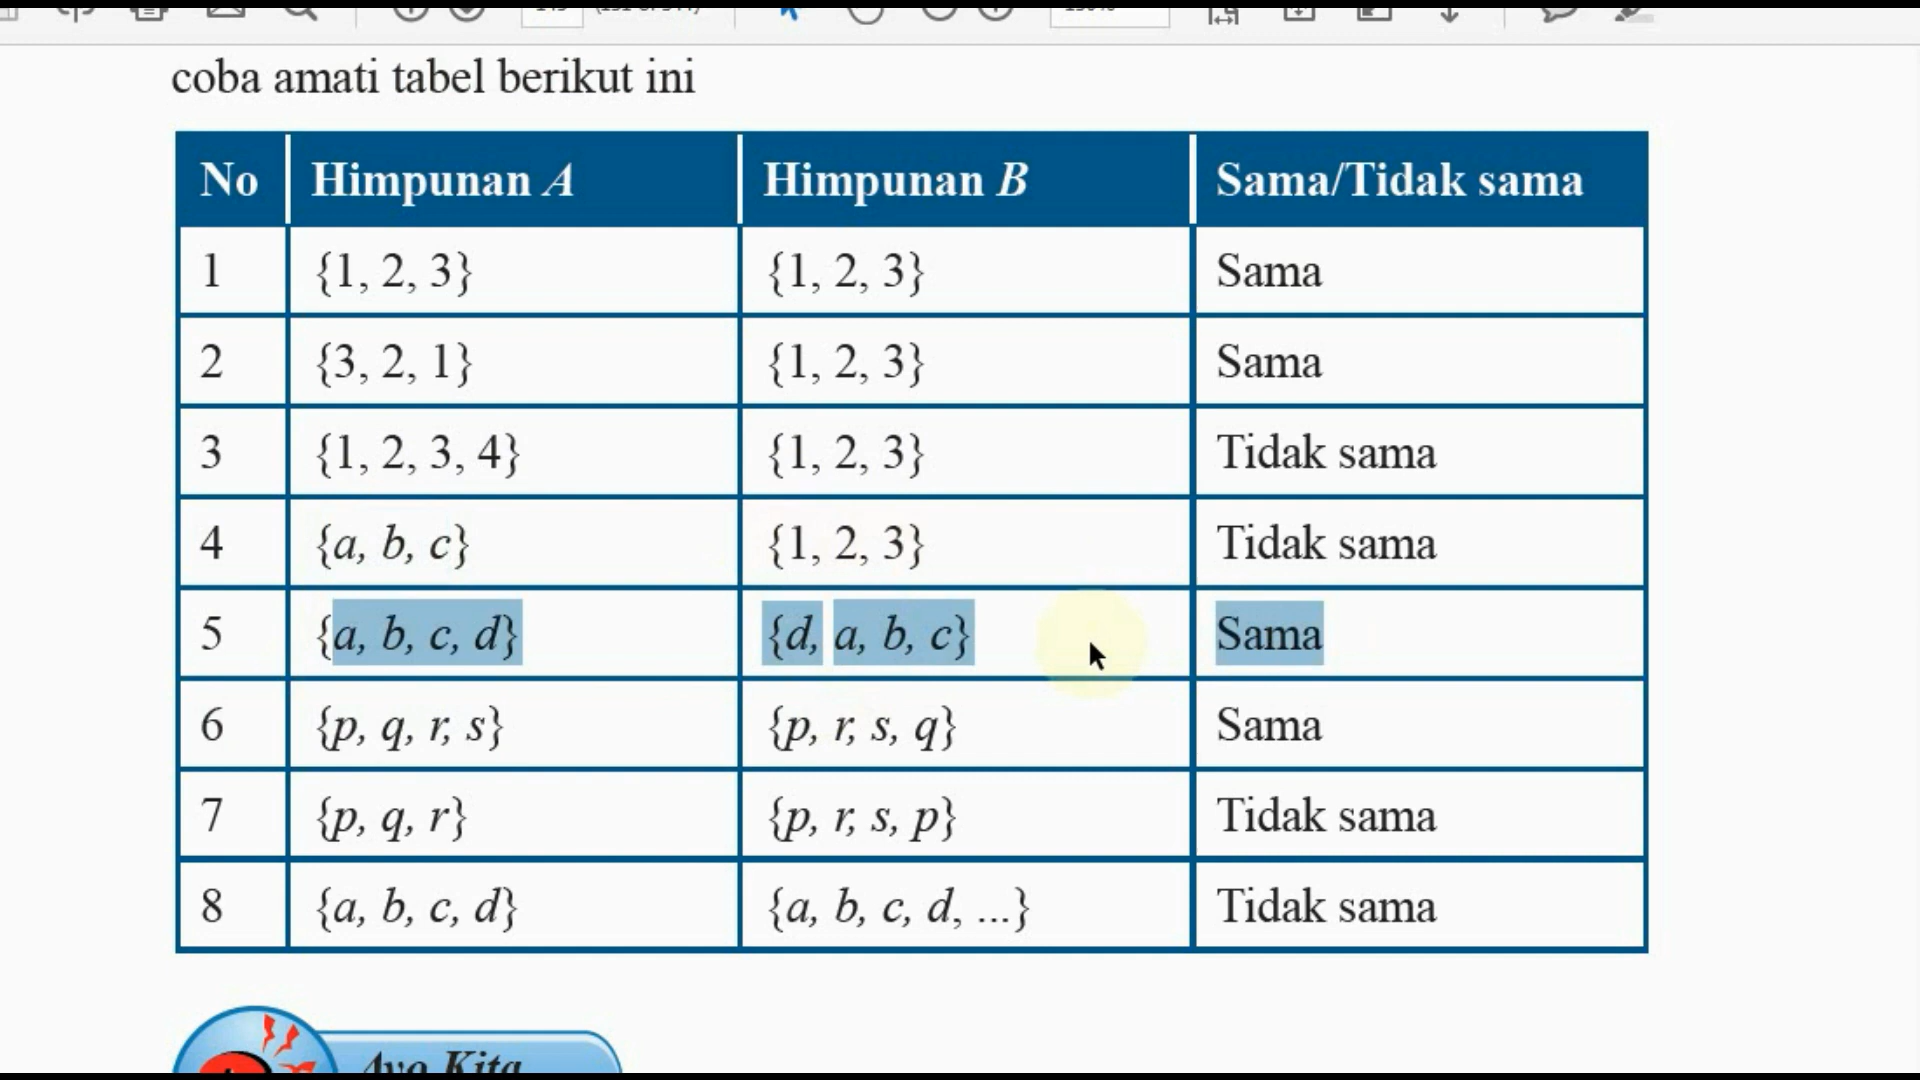 coba amati tabel berikut ini
No Himpunan A Himpunan B Sama/Tidak sama
1 {1, 2, 3} {1, 2, 3} Sama
2 {3, 2, 1} {1, 2, 3} Sama
3 {1, 2, 3, 4} {1, 2, 3} Tidak sama
4 {a, b, c} {1, 2, 3} Tidak sama
5 {a, b, c, d} {d, a, b, c} Sama
6 {p, q, r, s} {p, r, s, q} Sama
7 {p, q, r} {p, r, s, p} Tidak sama
8 {a, b, c, d} {a, b, c, d, ...} Tidak sama
Ayo Kita